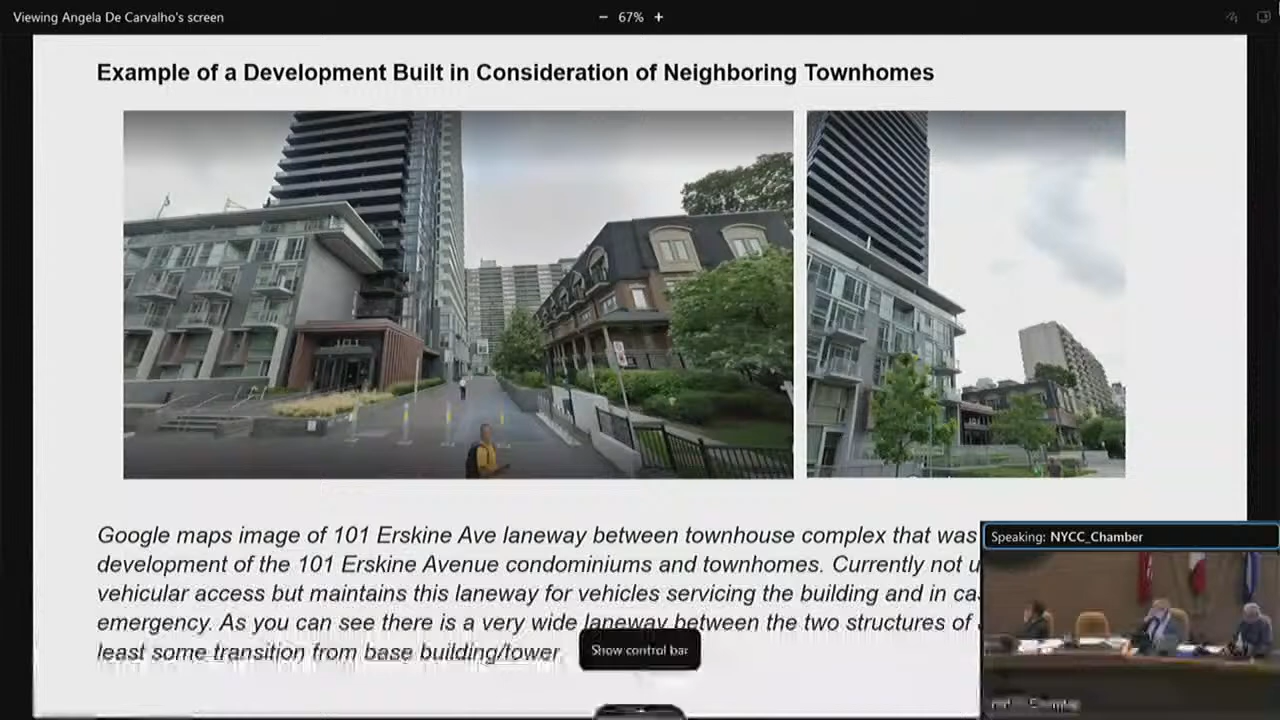 Viewing Angela De Carvalho's screen
67%
Example of a Development Built in Consideration of Neighboring Townhomes
Google maps image of 101 Erskine Ave laneway between townhouse complex that was
development of the 101 Erskine Avenue condominiums and townhomes. Currently not u
vehicular access but maintains this laneway for vehicles servicing the building and in cas
emergency. As you can see there is a very wide laneway between the two structures of
least some transition from base building/tower
Show control bar
Speaking: NYCC_Chamber